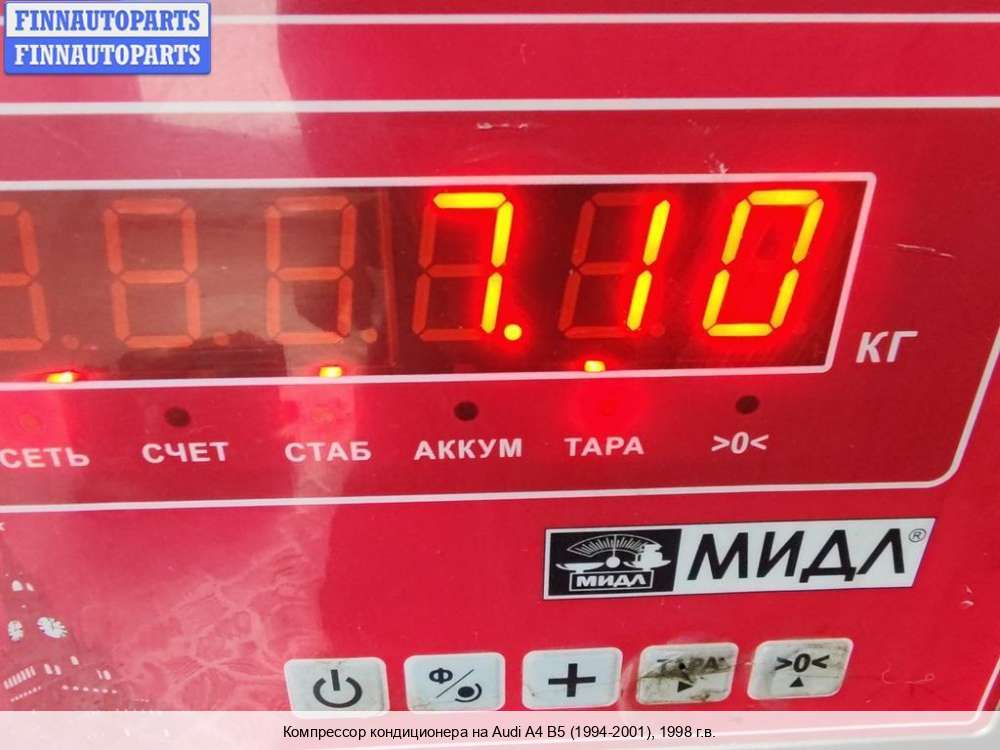 FINNAUTOPARTS
FINNAUTOPARTS
7.10
КГ
СЕТЬ СЧЕТ СТАБ АККУМ ТАРА >0<
МИДЛ МИДЛ®
Ф ТАРА >0<
Компрессор кондиционера на Audi A4 B5 (1994-2001), 1998 г.в.